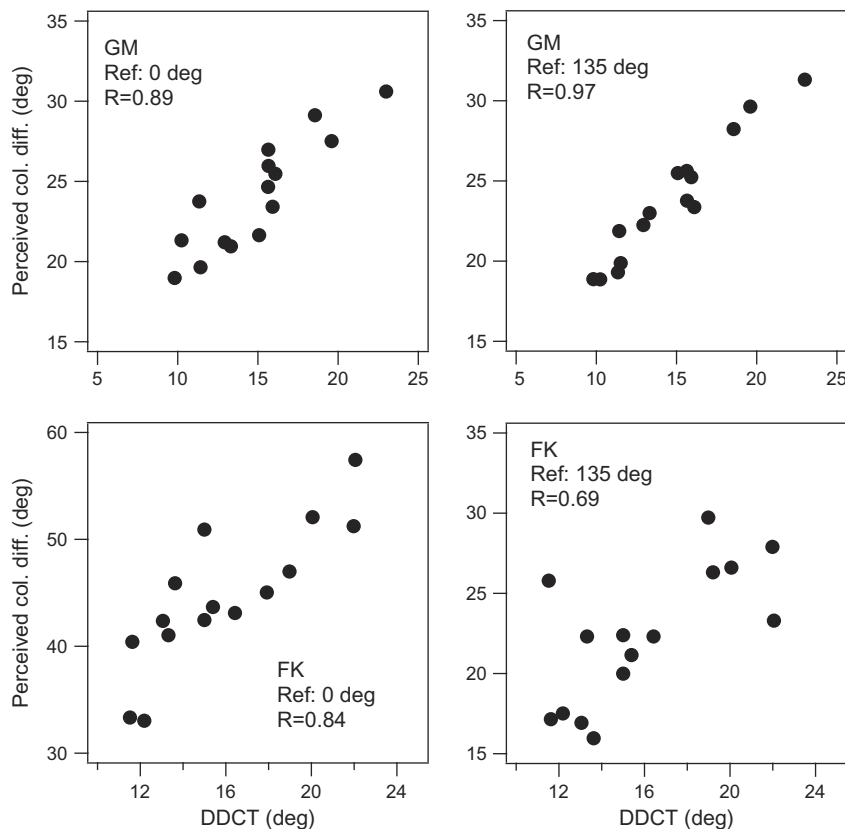 35
30
25
20
15
Perceived col. diff. (deg)
GM
Ref: 0 deg
R=0.89
5
10
15
20
25
35
30
25
20
15
GM
Ref: 135 deg
R=0.97
5
10
15
20
25
60
50
40
30
Perceived col. diff. (deg)
FK
Ref: 0 deg
R=0.84
12
16
20
24
DDCT (deg)
35
30
25
20
15
FK
Ref: 135 deg
R=0.69
12
16
20
24
DDCT (deg)